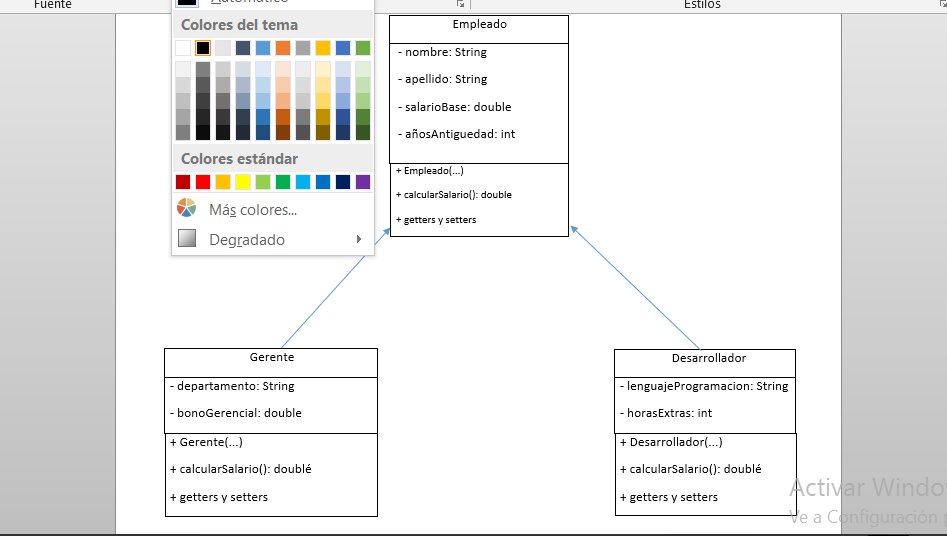 Fuente
Estilos
Automático
Colores del tema
Colores estándar
Más colores...
Degradado
Empleado
- nombre: String
- apellido: String
- salarioBase: double
- añosAntiguedad: int
+ Empleado(...)
+ calcularSalario(): double
+ getters y setters
Gerente
- departamento: String
- bonoGerencial: double
+ Gerente(...)
+ calcularSalario(): doublé
+ getters y setters
Desarrollador
- lenguajeProgramacion: String
- horasExtras: int
+ Desarrollador(...)
+ calcularSalario(): doublé
+ getters y setters
Activar Windo
Ve a Configuración p